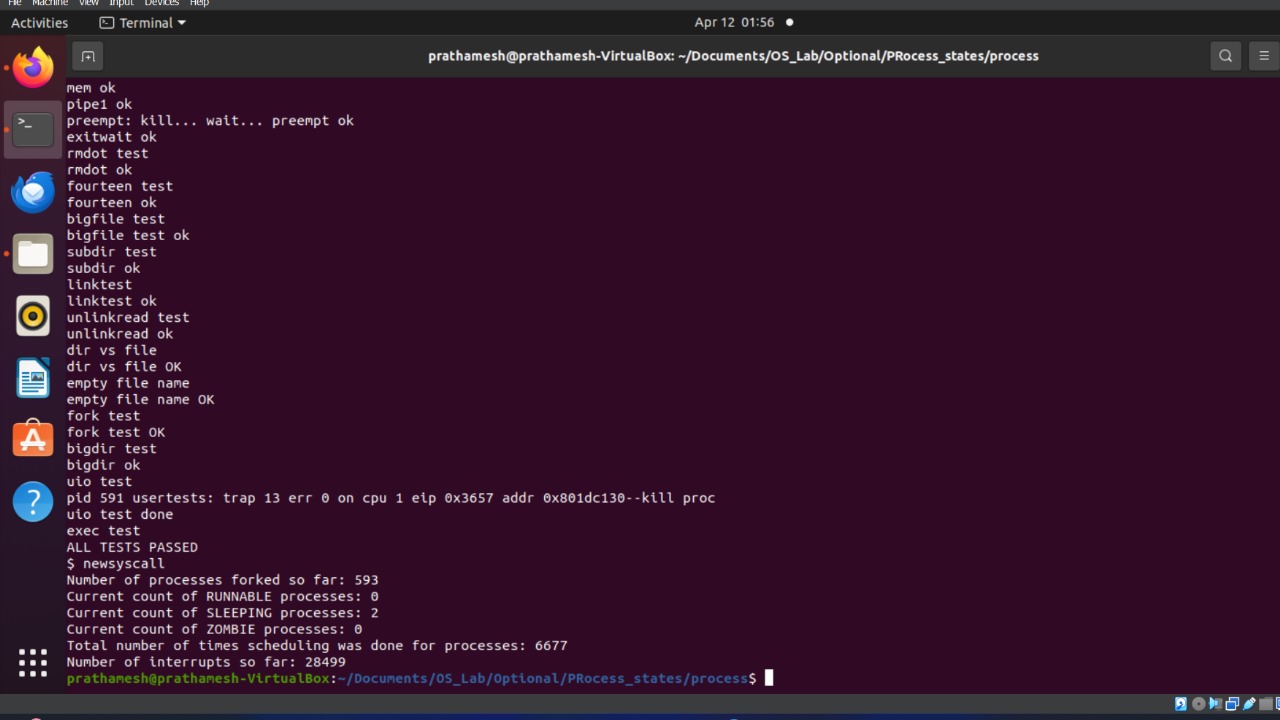 File Machine View Input Devices Help
Activities Terminal Apr 12 01:56
prathamesh@prathamesh-VirtualBox: ~/Documents/OS_Lab/Optional/PRocess_states/process
mem ok
pipe1 ok
preempt: kill... wait... preempt ok
exitwait ok
rmdot test
rmdot ok
fourteen test
fourteen ok
bigfile test
bigfile test ok
subdir test
subdir ok
linktest
linktest ok
unlinkread test
unlinkread ok
dir vs file
dir vs file OK
empty file name
empty file name OK
fork test
fork test OK
bigdir test
bigdir ok
uio test
pid 591 usertests: trap 13 err 0 on cpu 1 eip 0x3657 addr 0x801dc130--kill proc
uio test done
exec test
ALL TESTS PASSED
$ newsyscall
Number of processes forked so far: 593
Current count of RUNNABLE processes: 0
Current count of SLEEPING processes: 2
Current count of ZOMBIE processes: 0
Total number of times scheduling was done for processes: 6677
Number of interrupts so far: 28499
prathamesh@prathamesh-VirtualBox:~/Documents/OS_Lab/Optional/PRocess_states/process$